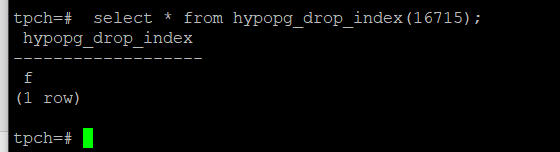 tpch=#  select * from hypopg_drop_index(16715);
 hypopg_drop_index
-------------------
 f
(1 row)
tpch=#